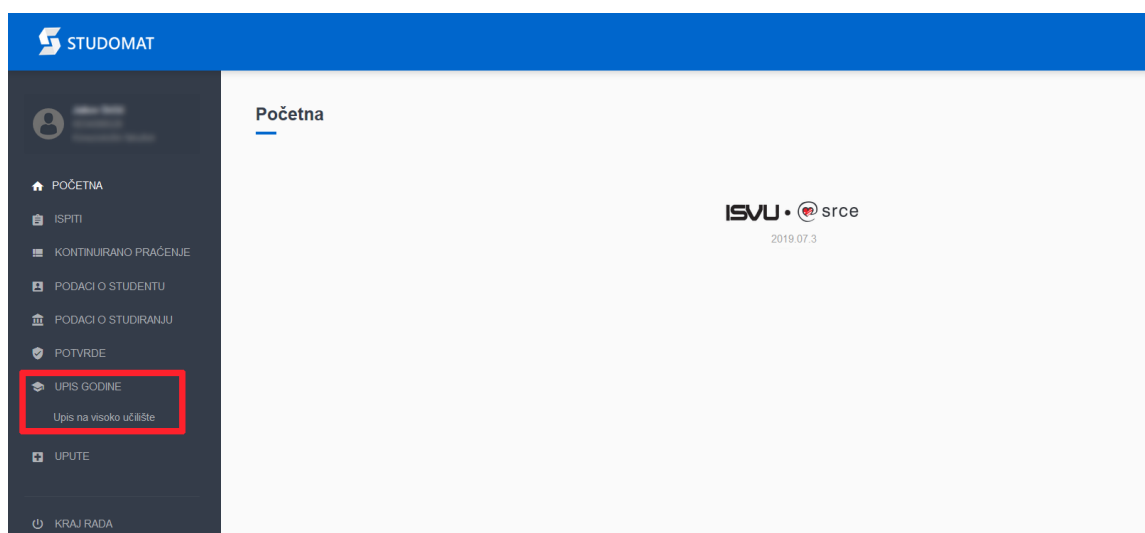 STUDOMAT
POČETNA
ISPITI
KONTINUIRANO PRAĆENJE
PODACI O STUDENTU
PODACI O STUDIRANJU
POTVRDE
UPIS GODINE
Upis na visoko učilište
UPUTE
KRAJ RADA
Početna
ISVU • srce
2019.07.3